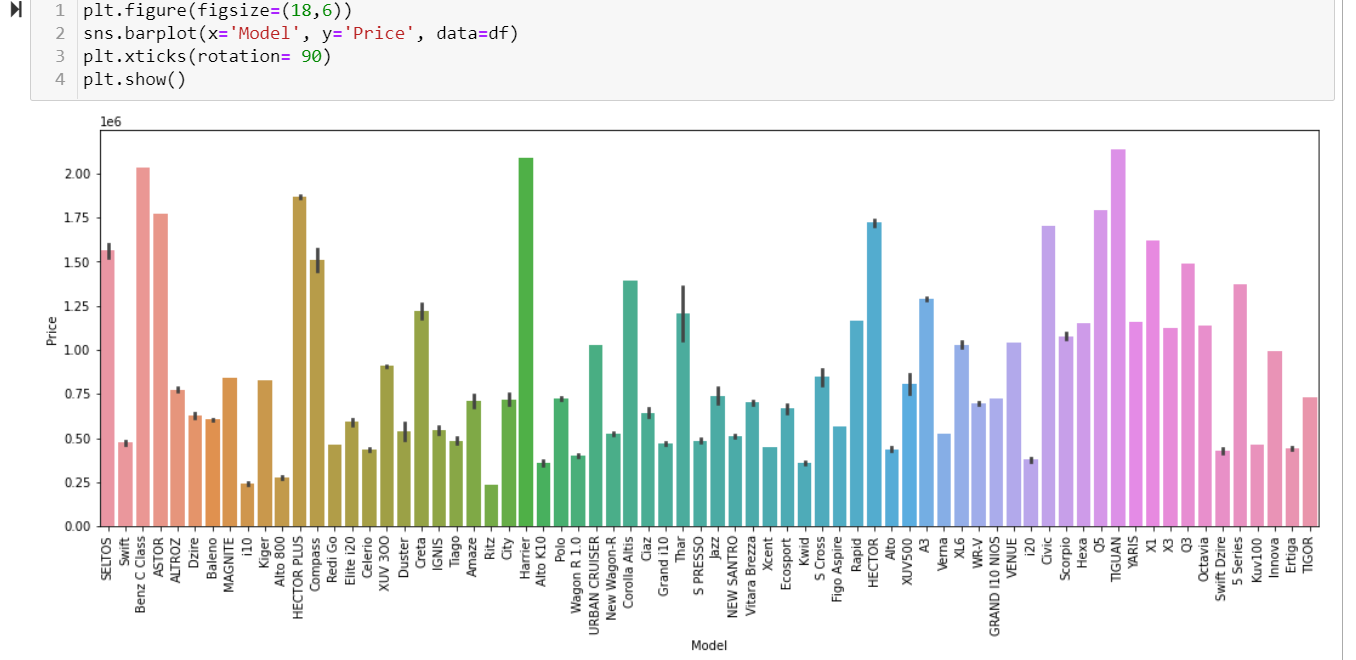 1 plt.figure(figsize=(18,6))
2 sns.barplot(x='Model', y='Price', data=df)
3 plt.xticks(rotation= 90)
4 plt.show()
1e6
2.00
1.75
1.50
1.25
1.00
0.75
0.50
0.25
0.00
Price
SELTOS
Swift
Benz C Class
ASTOR
ALTROZ
Dzire
Baleno
MAGNITE
i10
Kiger
Alto 800
HECTOR PLUS
Compass
Redi Go
Elite i20
Celerio
XUV 3OO
Duster
Creta
IGNIS
Tiago
Amaze
Ritz
City
Harrier
Alto K10
Polo
Wagon R 1.0
URBAN CRUISER
New Wagon-R
Corolla Altis
Ciaz
Grand i10
Thar
S PRESSO
Jazz
NEW SANTRO
Vitara Brezza
Xcent
Ecosport
Kwid
S Cross
Figo Aspire
Rapid
HECTOR
Alto
XUV500
A3
Verna
XL6
WR-V
GRAND I10 NIOS
VENUE
i20
Civic
Scorpio
Hexa
Q5
TIGUAN
YARIS
X1
X3
Q3
Octavia
Swift Dzire
5 Series
Kuv100
Innova
Ertiga
TIGOR
Model